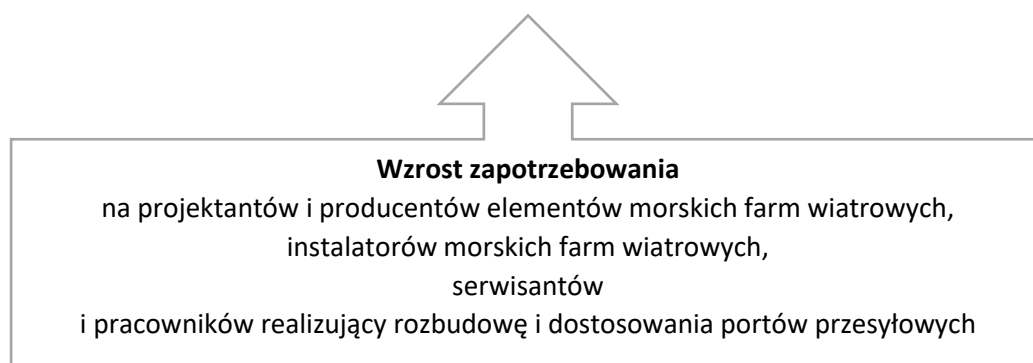 Wzrost zapotrzebowania
na projektantów i producentów elementów morskich farm wiatrowych,
instalatorów morskich farm wiatrowych,
serwisantów
i pracowników realizujący rozbudowę i dostosowania portów przesyłowych